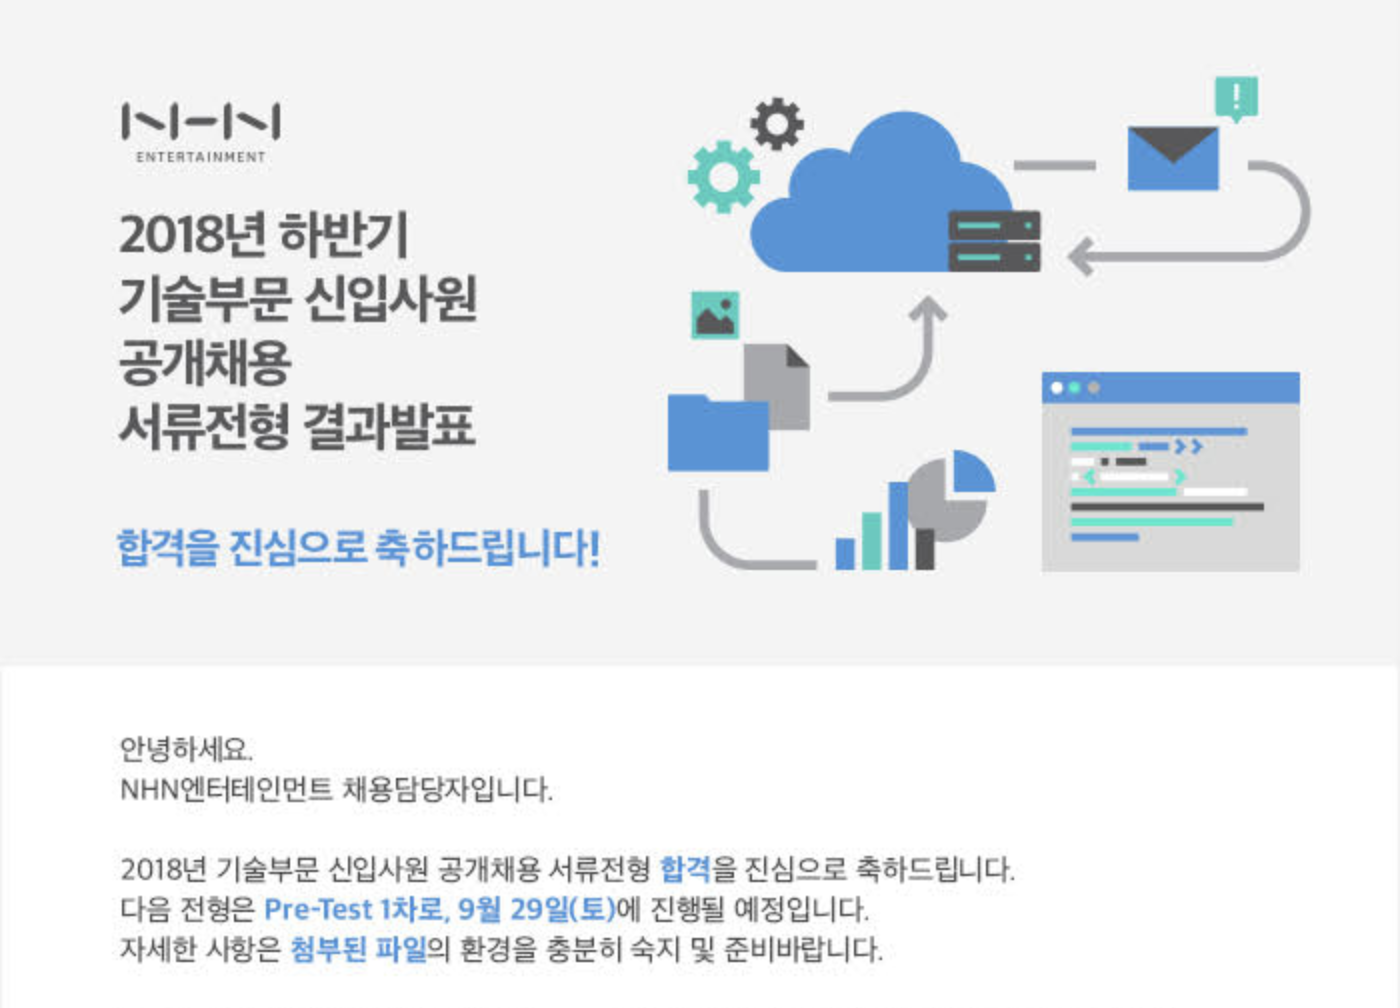 NHN
ENTERTAINMENT
2018년 하반기
기술부문 신입사원
공개채용
서류전형 결과발표
합격을 진심으로 축하드립니다!
안녕하세요.
NHN엔터테인먼트 채용담당자입니다.
2018년 기술부문 신입사원 공개채용 서류전형 합격을 진심으로 축하드립니다.
다음 전형은 Pre-Test 1차로, 9월 29일(토)에 진행될 예정입니다.
자세한 사항은 첨부된 파일의 환경을 충분히 숙지 및 준비바랍니다.